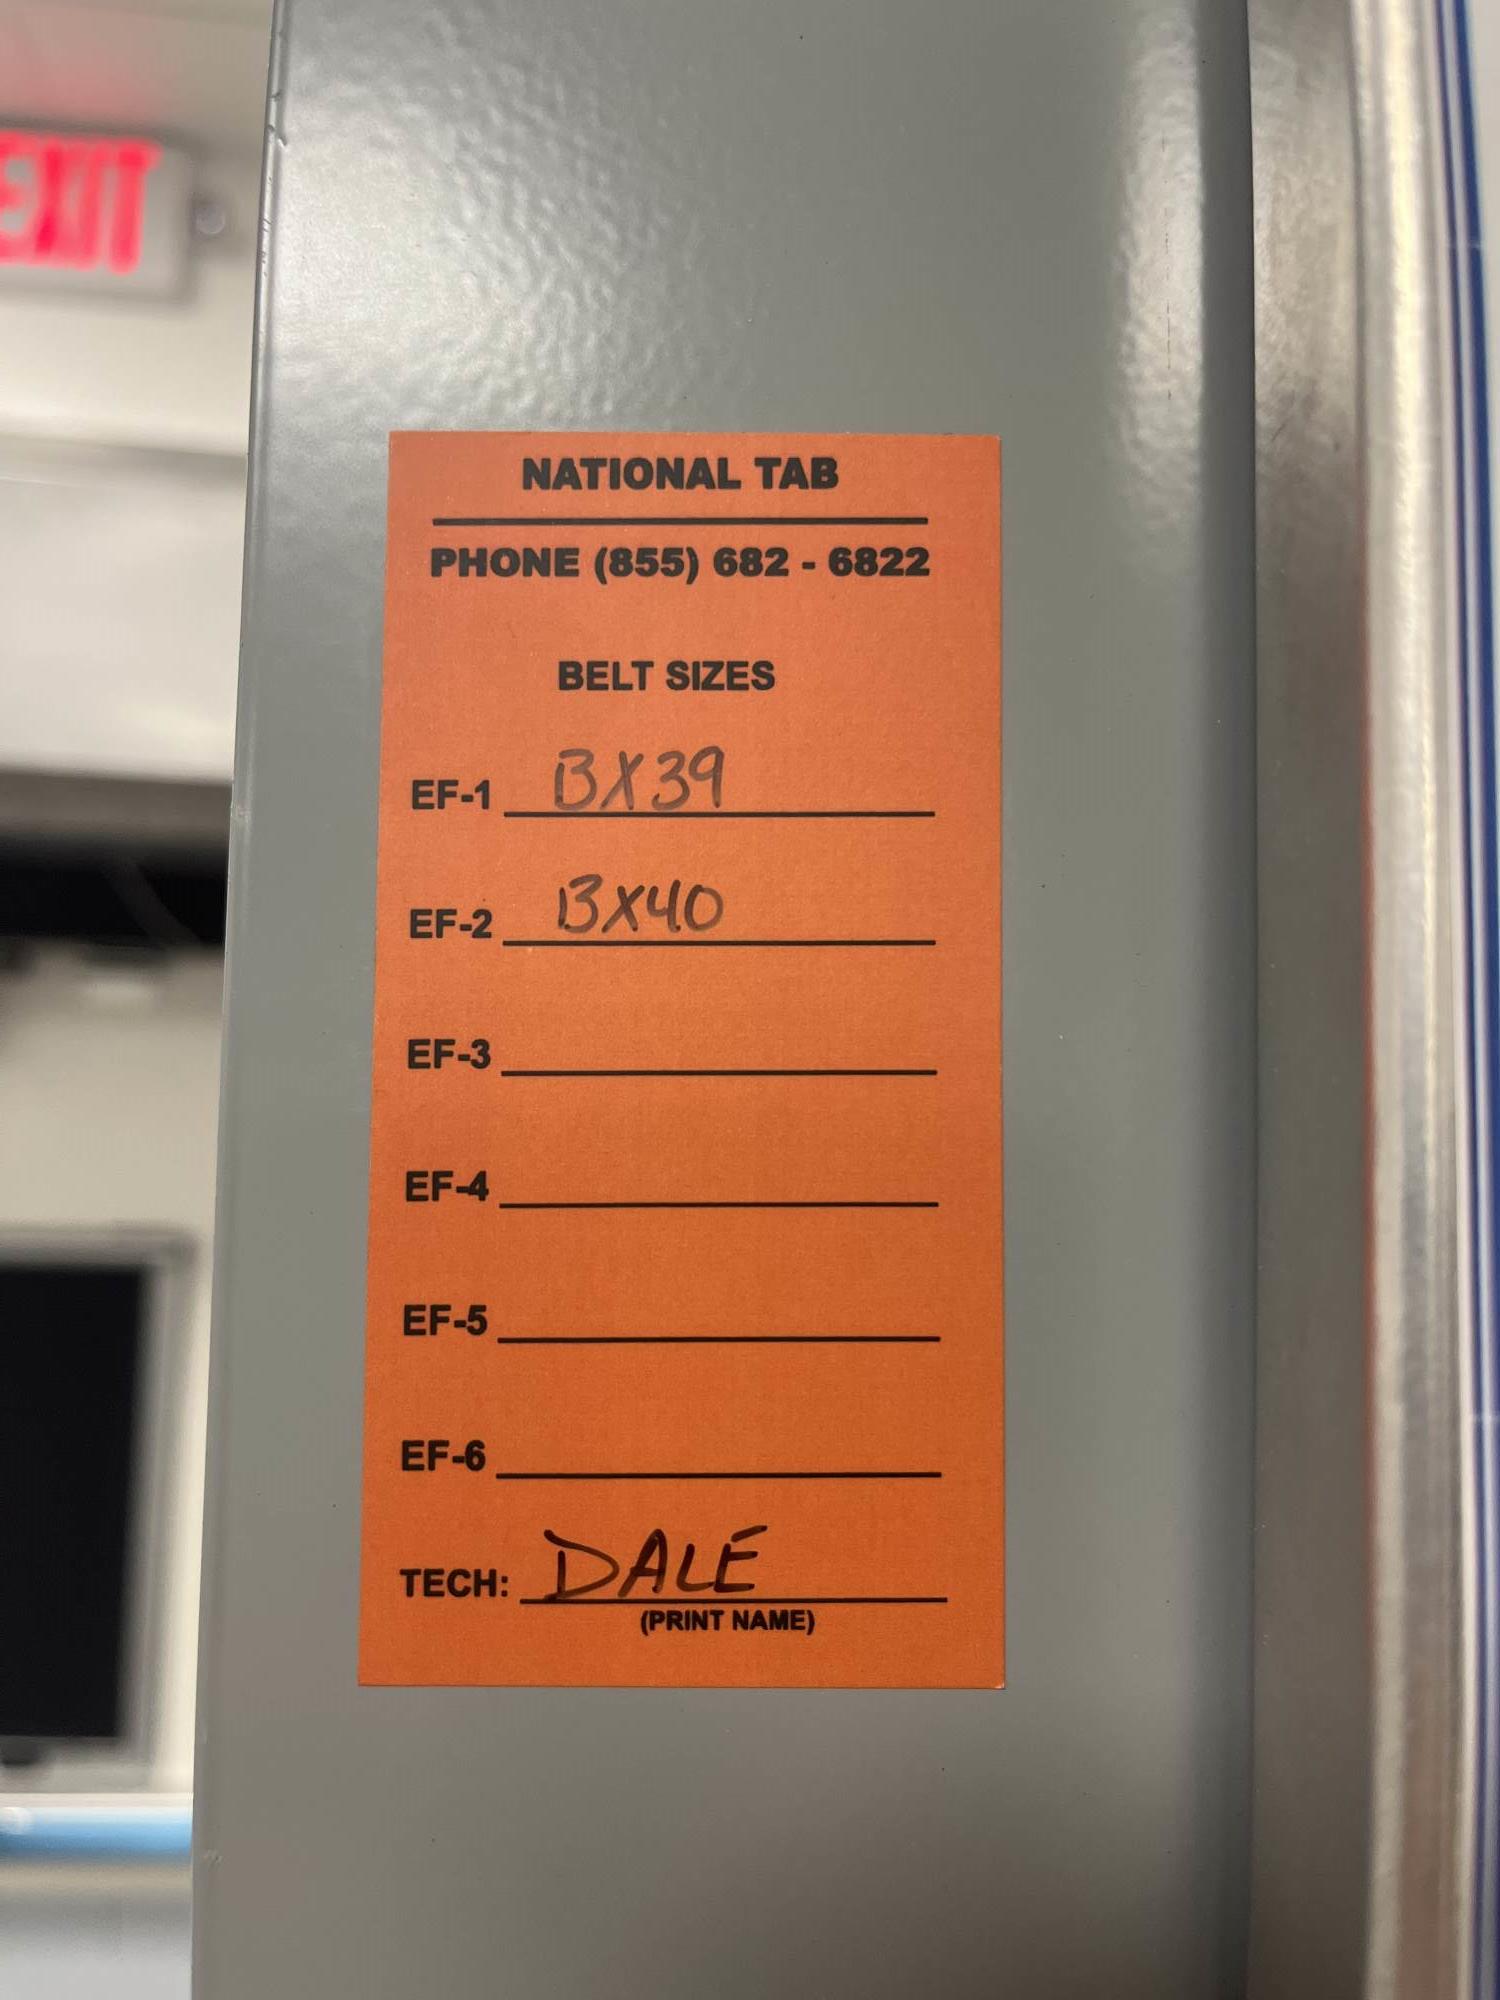 EXIT
NATIONAL TAB
PHONE (855) 682 - 6822
BELT SIZES
EF-1 BX39
EF-2 BX40
EF-3
EF-4
EF-5
EF-6
TECH: DALE
(PRINT NAME)